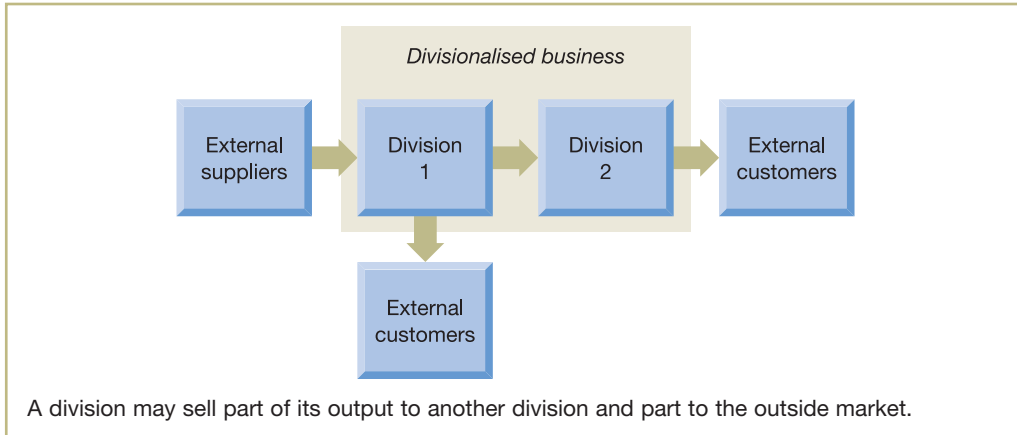 Divisionalised business
External
suppliers
Division
1
Division
2
External
customers
External
customers
A division may sell part of its output to another division and part to the outside market.